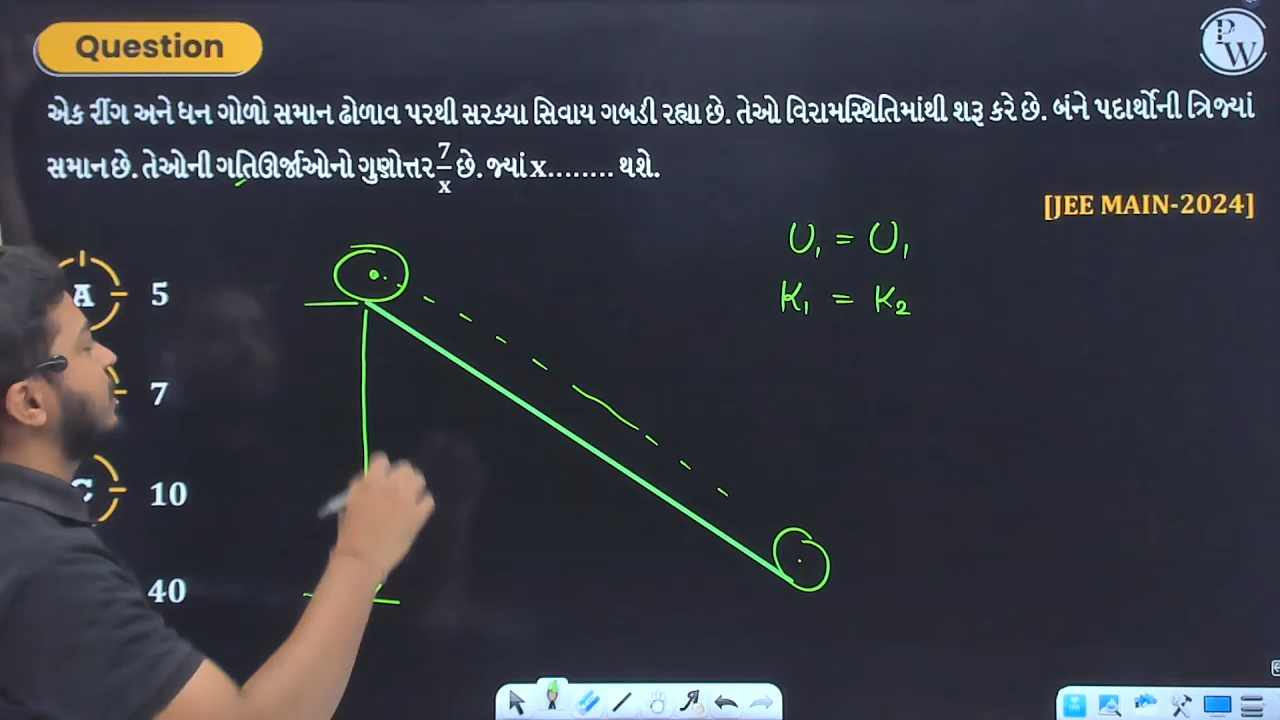 Question
PW
એક રીંગ અને ઘન ગોળો સમાન ઢોળાવ પરથી સરક્યા સિવાય ગબડી રહ્યા છે. તેઓ વિરામસ્થિતિમાંથી શરૂ કરે છે. બંને પદાર્થોની ત્રિજ્યાં
સમાન છે. તેઓની ગતિઊર્જાઓનો ગુણોત્તર 7/x છે. જ્યાં x........ થશે.
[JEE MAIN-2024]
U₁ = U₁
K₁ = K₂
A 5
7
C 10
40